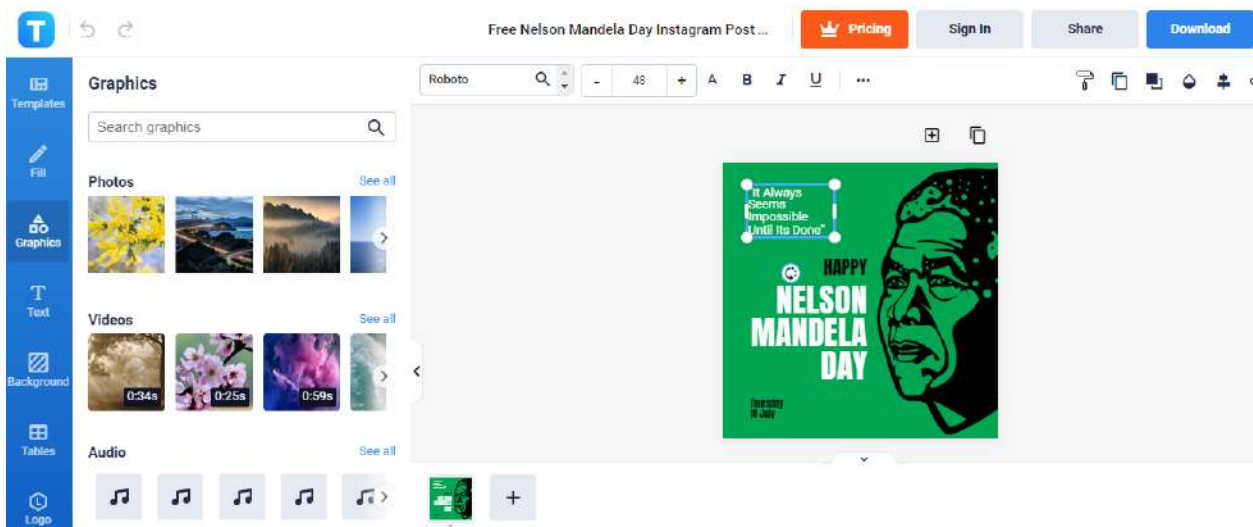 T
Free Nelson Mandela Day Instagram Post ...
Pricing
Sign In
Share
Download
Templates
Fill
Graphics
Text
Background
Tables
Logo
Graphics
Search graphics
Photos
See all
Videos
See all
0:34s
0:25s
0:59s
Audio
See all
Roboto
- 48 +
A B I U ...
"It Always
Seems
Impossible
Until Its Done"
HAPPY
NELSON
MANDELA
DAY
18 July